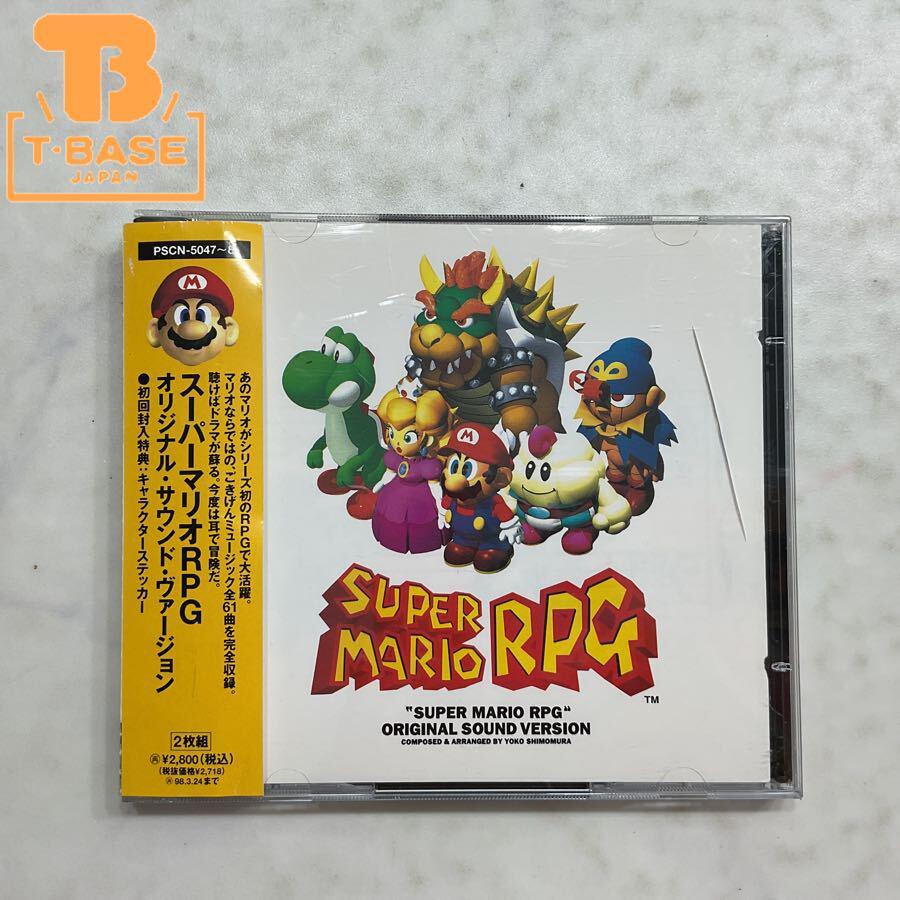 B
T·BASE
JAPAN
PSCN-5047〜8
M
あのマリオがシリーズ初のRPGで大活躍。
マリオならではの、ごきげんミュージック全61曲を完全収録。
聴けばドラマが蘇る。今度は耳で冒険だ。
スーパーマリオRPG
オリジナル・サウンド・ヴァージョン
●初回封入特典:キャラクターステッカー
2枚組
¥2,800(税込)
(税抜価格¥2,718)
98.3.24まで
M
SUPER
MARIO RPG
TM
"SUPER MARIO RPG"
ORIGINAL SOUND VERSION
COMPOSED & ARRANGED BY YOKO SHIMOMURA